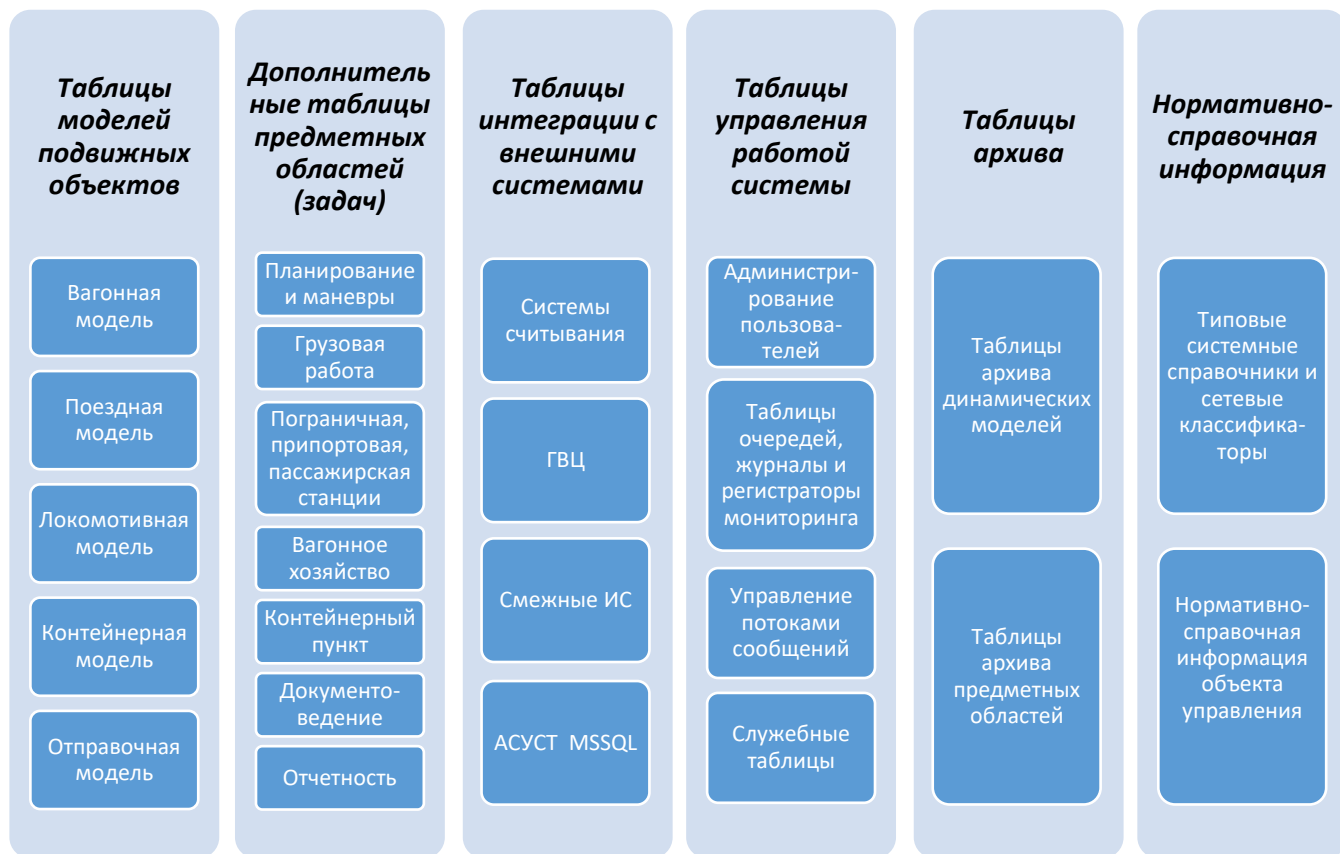 Таблицы
моделей
подвижных
объектов
Вагонная
модель
Поездная
модель
Локомотивная
модель
Контейнерная
модель
Отправочная
модель
Дополнитель
ные таблицы
предметных
областей
(задач)
Планирование
и маневры
Грузовая
работа
Пограничная,
припортовая,
пассажирская
станции
Вагонное
хозяйство
Контейнерный
пункт
Документо-
ведение
Отчетность
Таблицы
интеграции с
внешними
системами
Системы
считывания
ГВЦ
Смежные ИС
АСУСТ MSSQL
Таблицы
управления
работой
системы
Администри-
рование
пользова-
телей
Таблицы
очередей,
журналы и
регистраторы
мониторинга
Управление
потоками
сообщений
Служебные
таблицы
Таблицы
архива
Таблицы
архива
динамических
моделей
Таблицы
архива
предметных
областей
Нормативно-
справочная
информация
Типовые
системные
справочники и
сетевые
классифика-
торы
Нормативно-
справочная
информация
объекта
управления